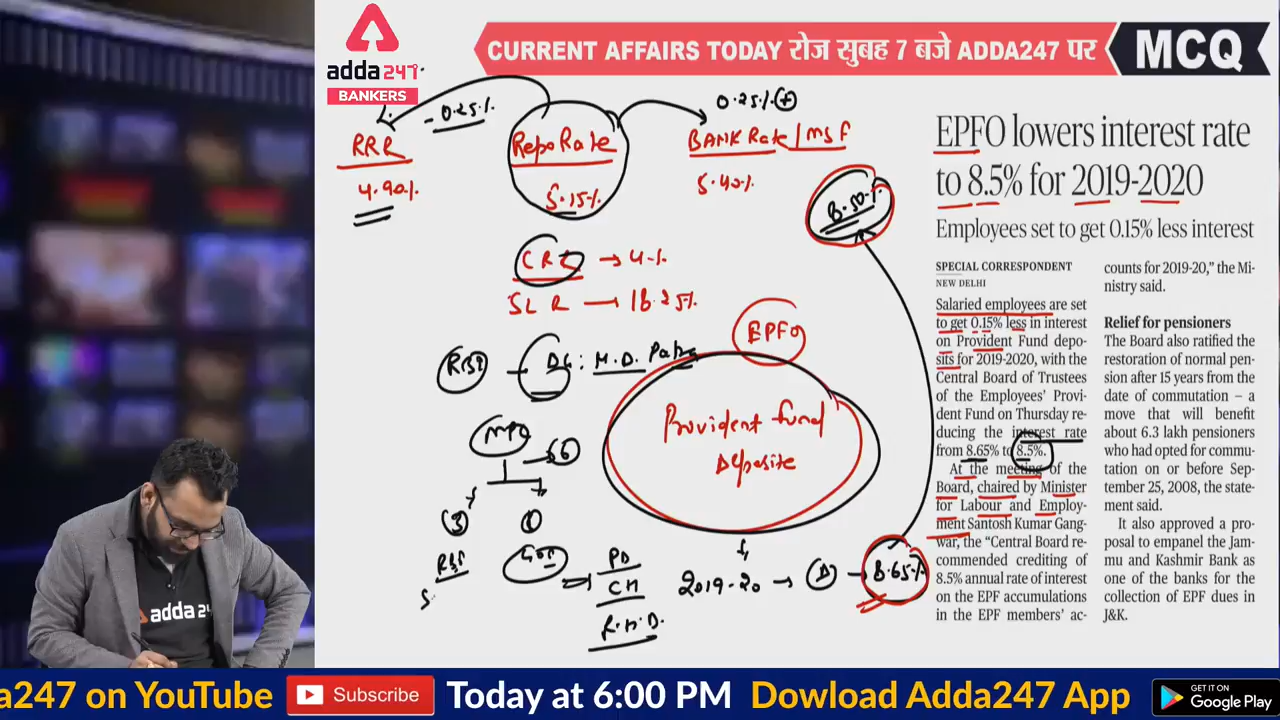 CURRENT AFFAIRS TODAY रोज सुबह 7 बजे ADDA247 पर
MCQ
adda247
BANKERS
-0.25%
0.25% (+)
RRR
Repo Rate
BANK Rate / MSF
4.90%
5.15%
5.40%
8.50%
CRR → 4%
SLR → 18.25%
EPFO
RBI - DG : M.D. Patra
Provident fund
Deposite
MPC
6
3
RBI
GOI
PD
CM
2019-20 → 8.65%
EPFO lowers interest rate
to 8.5% for 2019-2020
Employees set to get 0.15% less interest
SPECIAL CORRESPONDENT
NEW DELHI
Salaried employees are set
to get 0.15% less in interest
on Provident Fund depo-
sits for 2019-2020, with the
Central Board of Trustees
of the Employees' Provi-
dent Fund on Thursday re-
ducing the interest rate
from 8.65% to 8.5%.
At the meeting of the
Board, chaired by Minister
for Labour and Employ-
ment Santosh Kumar Gang-
war, the “Central Board re-
commended crediting of
8.5% annual rate of interest
on the EPF accumulations
in the EPF members' ac-
counts for 2019-20,” the Mi-
nistry said.
Relief for pensioners
The Board also ratified the
restoration of normal pen-
sion after 15 years from the
date of commutation – a
move that will benefit
about 6.3 lakh pensioners
who had opted for commu-
tation on or before Sep-
tember 25, 2008, the state-
ment said.
It also approved a pro-
posal to empanel the Jam-
mu and Kashmir Bank as
one of the banks for the
collection of EPF dues in
J&K.
adda 247
a247 on YouTube
Subscribe
Today at 6:00 PM
Dowload Adda247 App
GET IT ON
Google Play